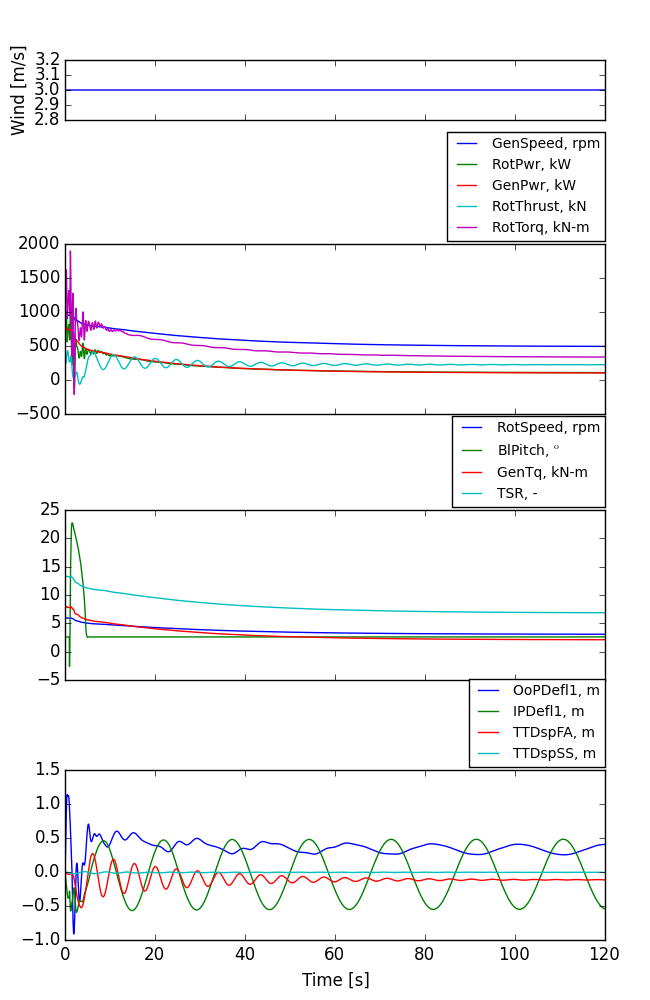 Wind [m/s]
3.2
3.1
3.0
2.9
2.8
GenSpeed, rpm
RotPwr, kW
GenPwr, kW
RotThrust, kN
RotTorq, kN-m
2000
1500
1000
500
0
−500
RotSpeed, rpm
BlPitch, °
GenTq, kN-m
TSR, -
25
20
15
10
5
0
−5
OoPDefl1, m
IPDefl1, m
TTDspFA, m
TTDspSS, m
1.5
1.0
0.5
0.0
−0.5
−1.0
0 20 40 60 80 100 120
Time [s]